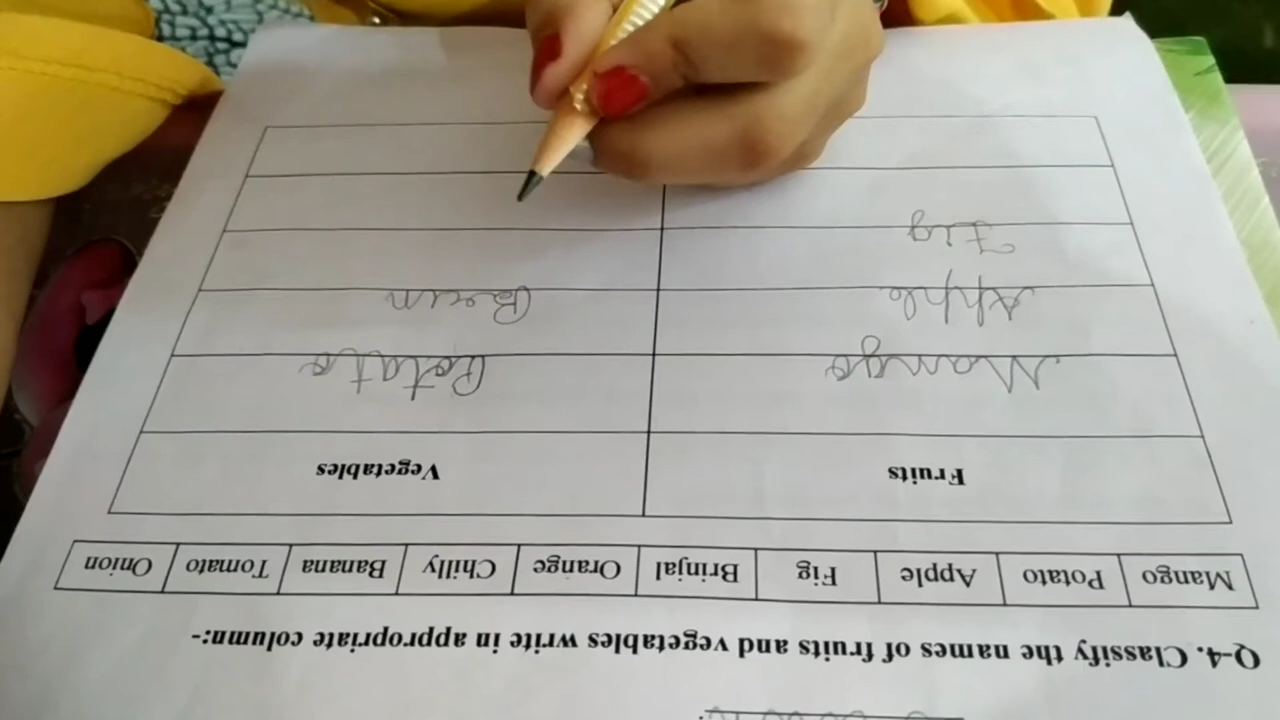 Q-4. Classify the names of fruits and vegetables write in appropriate column:-
Mango Potato Apple Fig Brinjal Orange Chilly Banana Tomato Onion
Fruits Vegetables
Mango Potato
Apple
Fig